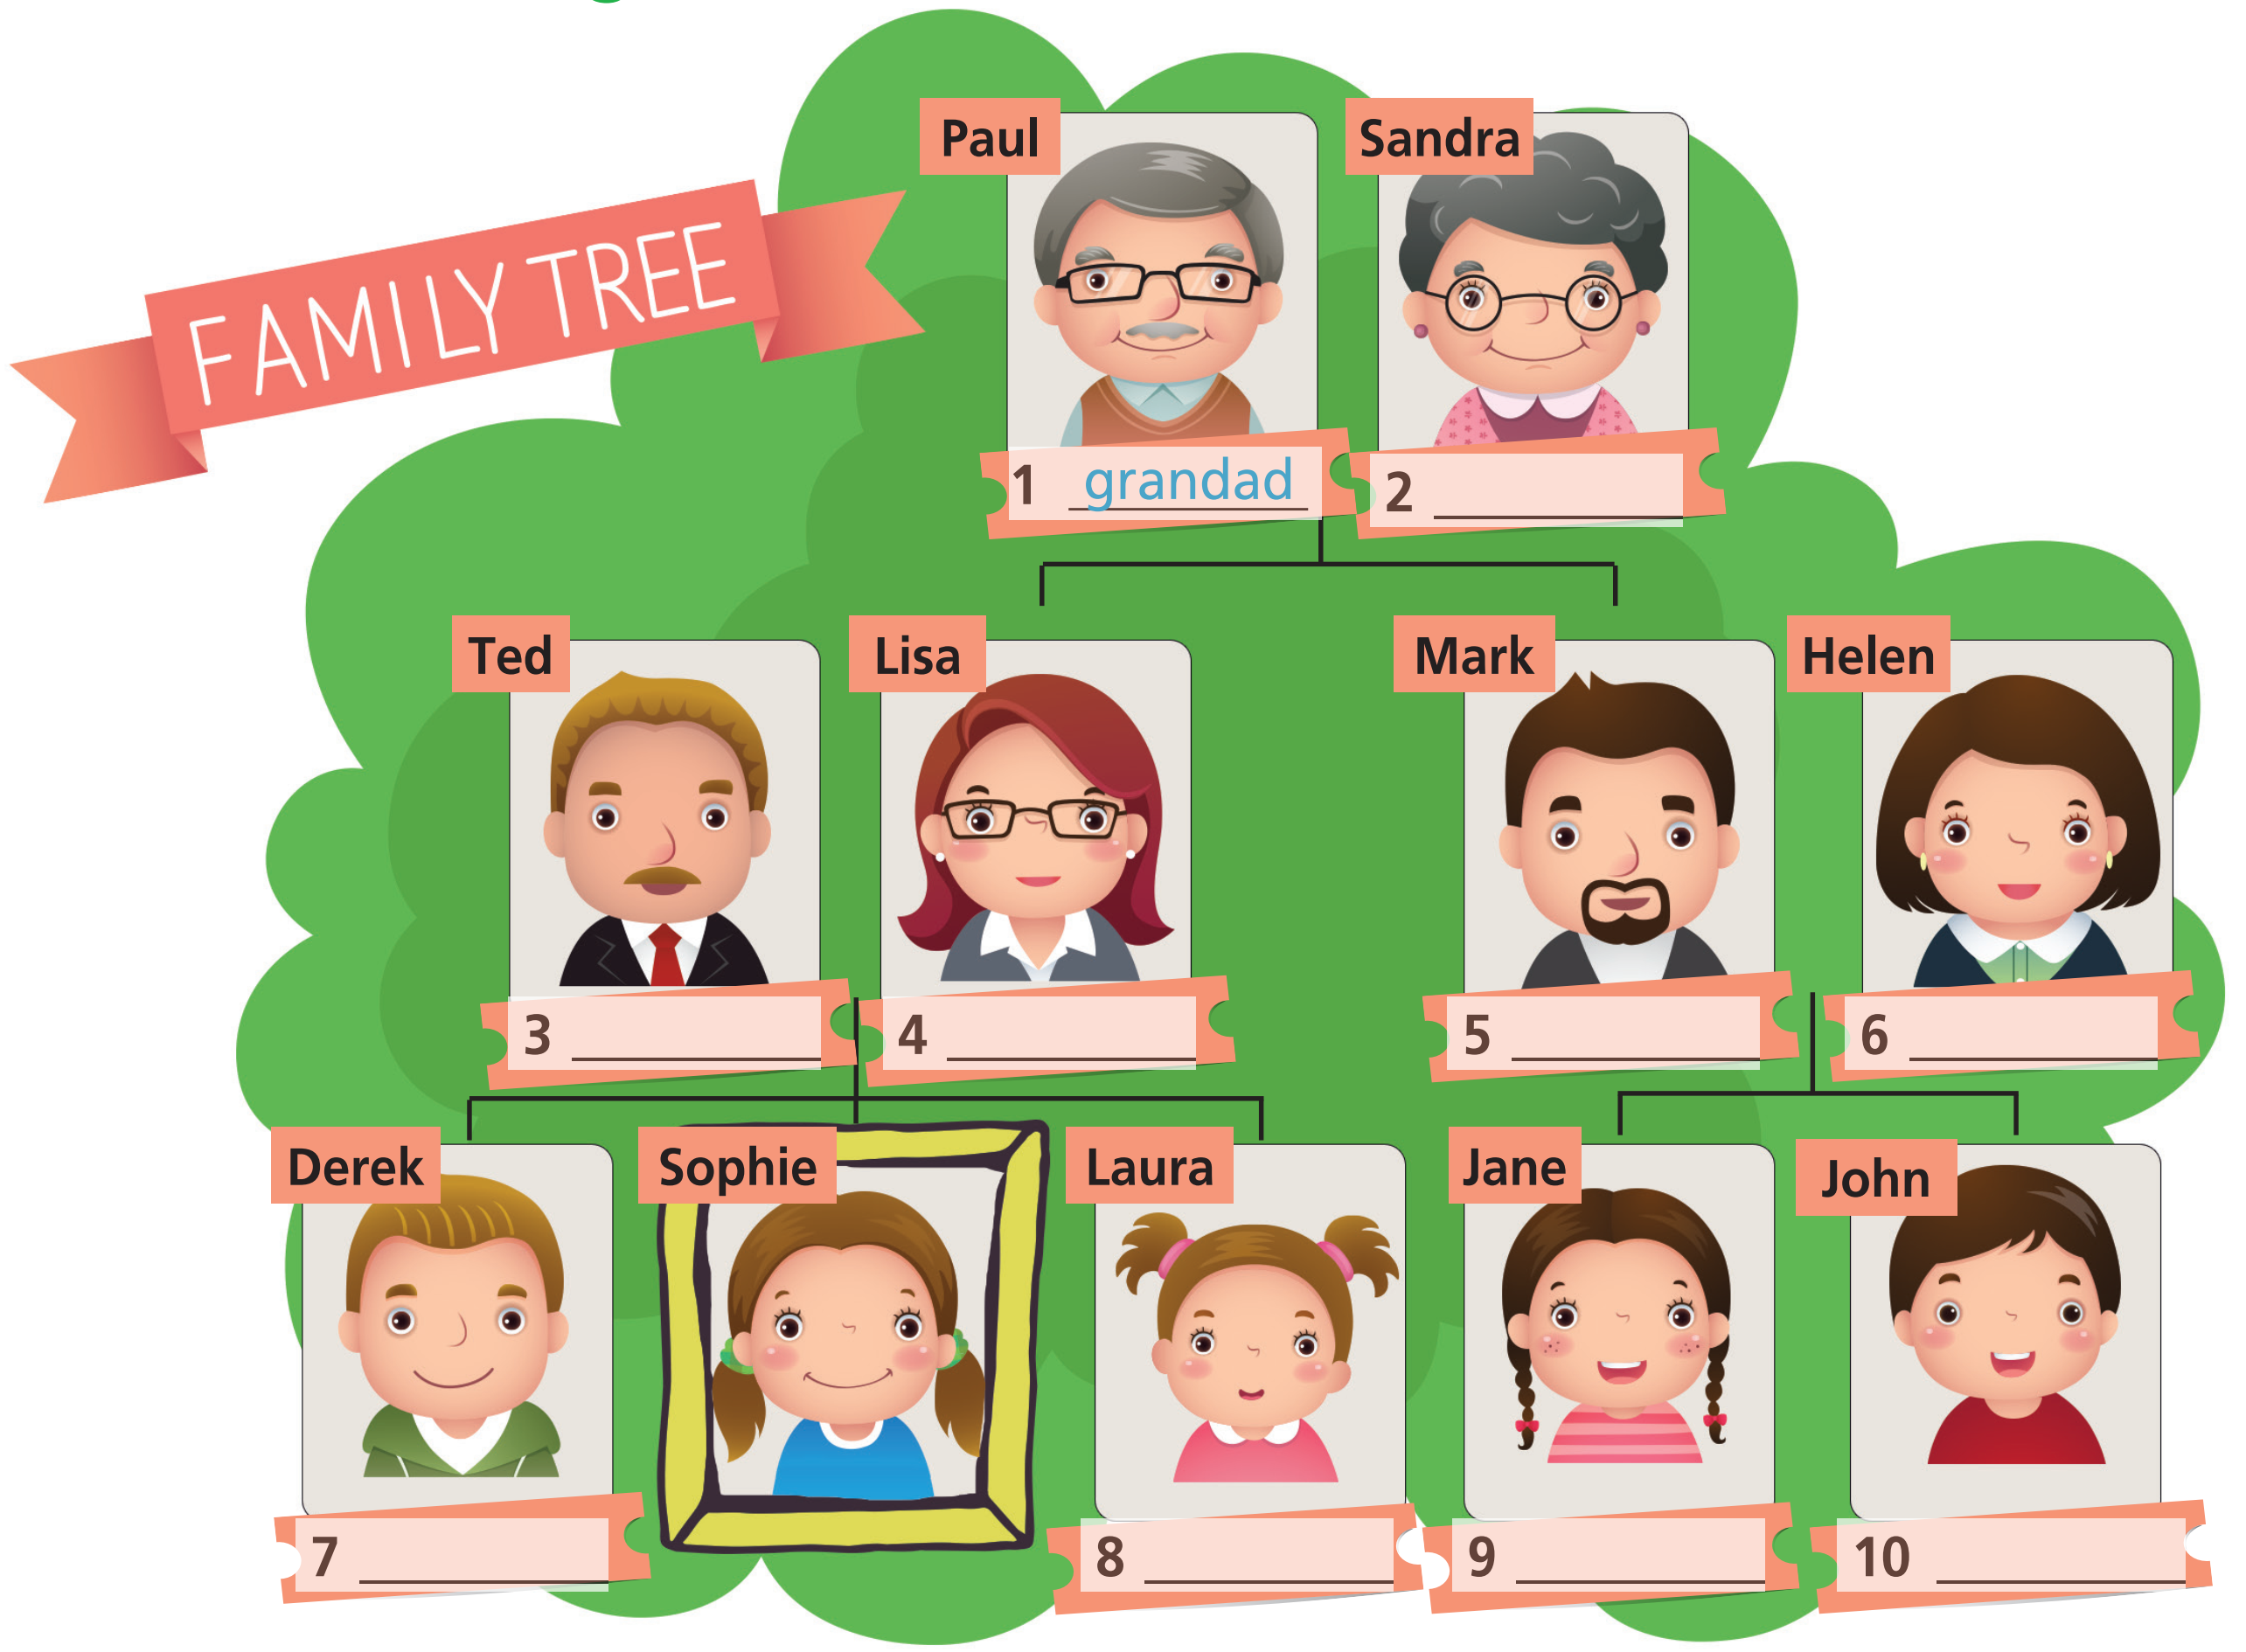 FAMILY TREE
Paul
Sandra
1 grandad
2
Ted
Lisa
Mark
Helen
3
4
5
6
Derek
Sophie
Laura
Jane
John
7
8
9
10